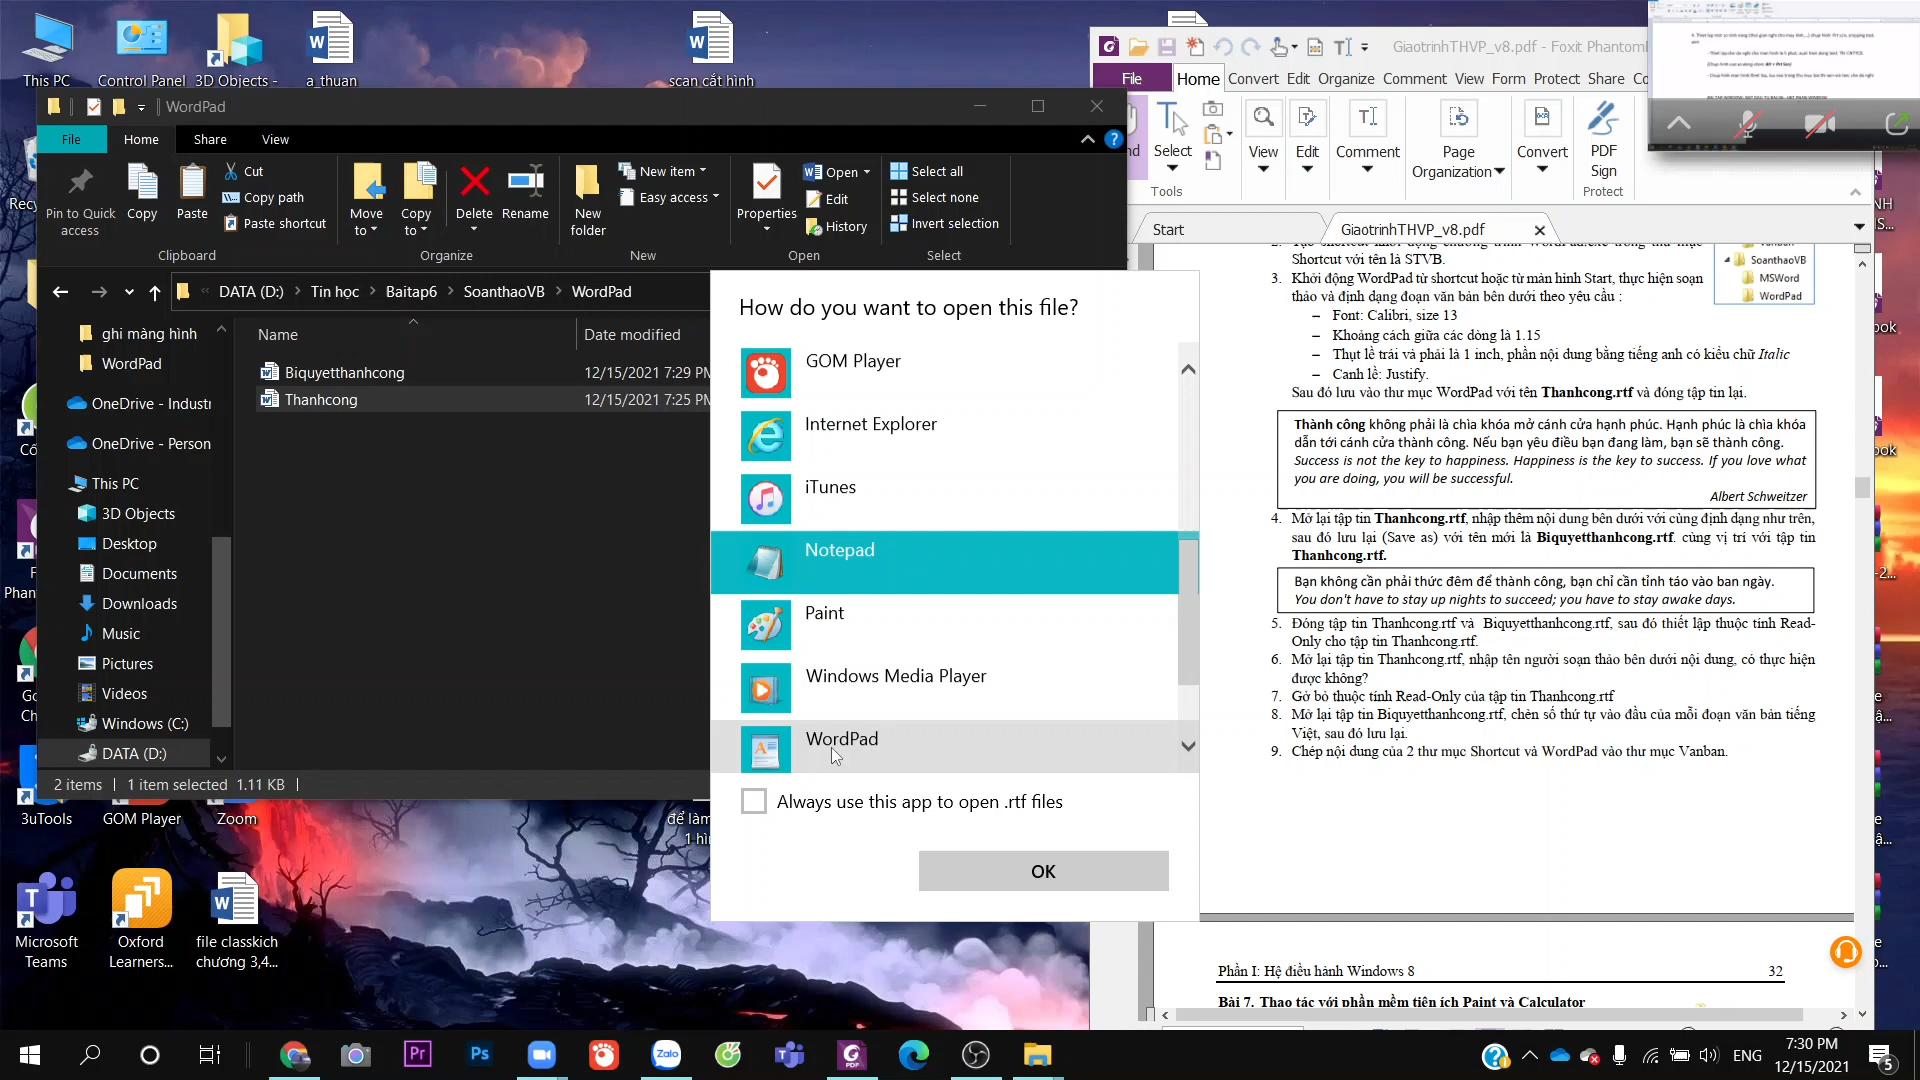 This PC
Control Panel
3D Objects -
a_thuan
scan cắt hình
WordPad
File
Home
Share
View
Pin to Quick
access
Copy
Paste
Cut
Copy path
Paste shortcut
Move
to
Copy
to
Delete
Rename
New
folder
New item
Easy access
Properties
Open
Edit
History
Select all
Select none
Invert selection
Clipboard
Organize
New
Open
Select
DATA (D:)
Tin học
Baitap6
SoanthaoVB
WordPad
ghi màng hình
WordPad
OneDrive - Industr
OneDrive - Person
This PC
3D Objects
Desktop
Documents
Downloads
Music
Pictures
Videos
Windows (C:)
DATA (D:)
Name
Date modified
Biquyetthanhcong
12/15/2021 7:29 PM
Thanhcong
12/15/2021 7:25 PM
2 items
1 item selected 1.11 KB
How do you want to open this file?
GOM Player
Internet Explorer
iTunes
Notepad
Paint
Windows Media Player
WordPad
Always use this app to open .rtf files
OK
GiaotrinhTHVP_v8.pdf - Foxit Phantom
File
Home
Convert
Edit
Organize
Comment
View
Form
Protect
Share
Select
View
Edit
Comment
Page
Organization
Convert
PDF
Sign
Tools
Protect
Start
GiaotrinhTHVP_v8.pdf
Shortcut với tên là STVB.
3. Khởi động WordPad từ shortcut hoặc từ màn hình Start, thực hiện soạn
thảo và định dạng đoạn văn bản bên dưới theo yêu cầu :
– Font: Calibri, size 13
– Khoảng cách giữa các dòng là 1.15
– Thụt lề trái và phải là 1 inch, phần nội dung bằng tiếng anh có kiểu chữ Italic
– Canh lề: Justify.
Sau đó lưu vào thư mục WordPad với tên Thanhcong.rtf và đóng tập tin lại.
SoanthaoVB
MSWord
WordPad
Thành công không phải là chìa khóa mở cánh cửa hạnh phúc. Hạnh phúc là chìa khóa
dẫn tới cánh cửa thành công. Nếu bạn yêu điều bạn đang làm, bạn sẽ thành công.
Success is not the key to happiness. Happiness is the key to success. If you love what
you are doing, you will be successful.
Albert Schweitzer
4. Mở lại tập tin Thanhcong.rtf, nhập thêm nội dung bên dưới với cùng định dạng như trên,
sau đó lưu lại (Save as) với tên mới là Biquyetthanhcong.rtf. cùng vị trí với tập tin
Thanhcong.rtf.
Bạn không cần phải thức đêm để thành công, bạn chỉ cần tỉnh táo vào ban ngày.
You don't have to stay up nights to succeed; you have to stay awake days.
5. Đóng tập tin Thanhcong.rtf và Biquyetthanhcong.rtf, sau đó thiết lập thuộc tính Read-
Only cho tập tin Thanhcong.rtf.
6. Mở lại tập tin Thanhcong.rtf, nhập tên người soạn thảo bên dưới nội dung, có thực hiện
được không?
7. Gỡ bỏ thuộc tính Read-Only của tập tin Thanhcong.rtf
8. Mở lại tập tin Biquyetthanhcong.rtf, chèn số thứ tự vào đầu của mỗi đoạn văn bản tiếng
Việt, sau đó lưu lại.
9. Chép nội dung của 2 thư mục Shortcut và WordPad vào thư mục Vanban.
Phần I: Hệ điều hành Windows 8
32
Bài 7. Thao tác với phần mềm tiện ích Paint và Calculator
3uTools
GOM Player
Zoom
để làm
Microsoft
Teams
Oxford
Learners...
file classkich
chương 3,4...
Pr
Ps
Zalo
PDF
ENG
7:30 PM
12/15/2021
5